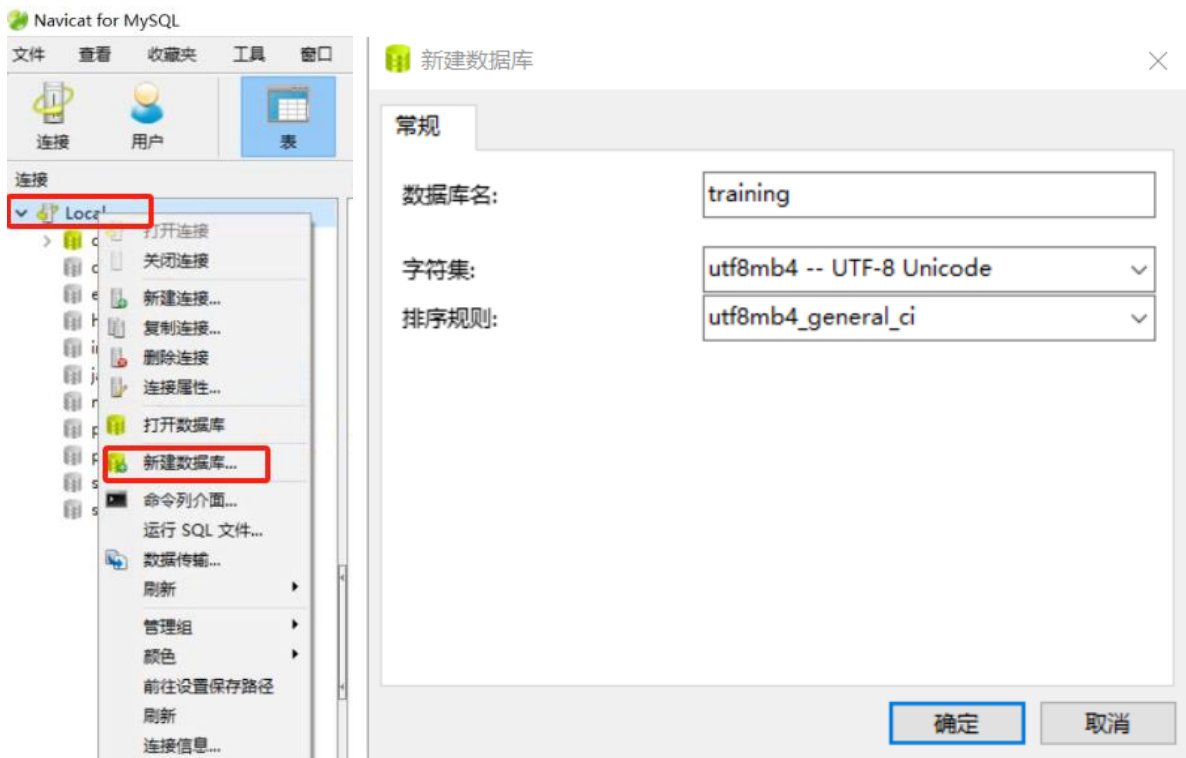 Navicat for MySQL
文件 查看 收藏夹 工具 窗口
连接 用户 表
连接
Local
打开连接
关闭连接
新建连接...
复制连接...
删除连接
连接属性...
打开数据库
新建数据库...
命令列介面...
运行 SQL 文件...
数据传输...
刷新
管理组
颜色
前往设置保存路径
刷新
连接信息...
新建数据库
常规
数据库名: training
字符集: utf8mb4 -- UTF-8 Unicode
排序规则: utf8mb4_general_ci
确定 取消